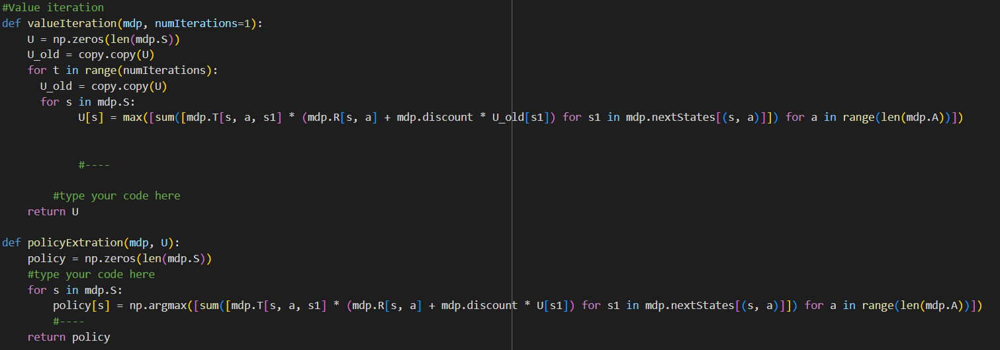 #Value iteration
def valueIteration(mdp, numIterations=1):
    U = np.zeros(len(mdp.S))
    U_old = copy.copy(U)
    for t in range(numIterations):
      U_old = copy.copy(U)
      for s in mdp.S:
            U[s] = max([sum([mdp.T[s, a, s1] * (mdp.R[s, a] + mdp.discount * U_old[s1]) for s1 in mdp.nextStates[(s, a)]]) for a in range(len(mdp.A))])
            #----
        #type your code here
    return U
def policyExtration(mdp, U):
    policy = np.zeros(len(mdp.S))
    #type your code here
    for s in mdp.S:
        policy[s] = np.argmax([sum([mdp.T[s, a, s1] * (mdp.R[s, a] + mdp.discount * U[s1]) for s1 in mdp.nextStates[(s, a)]]) for a in range(len(mdp.A))])
        #----
    return policy